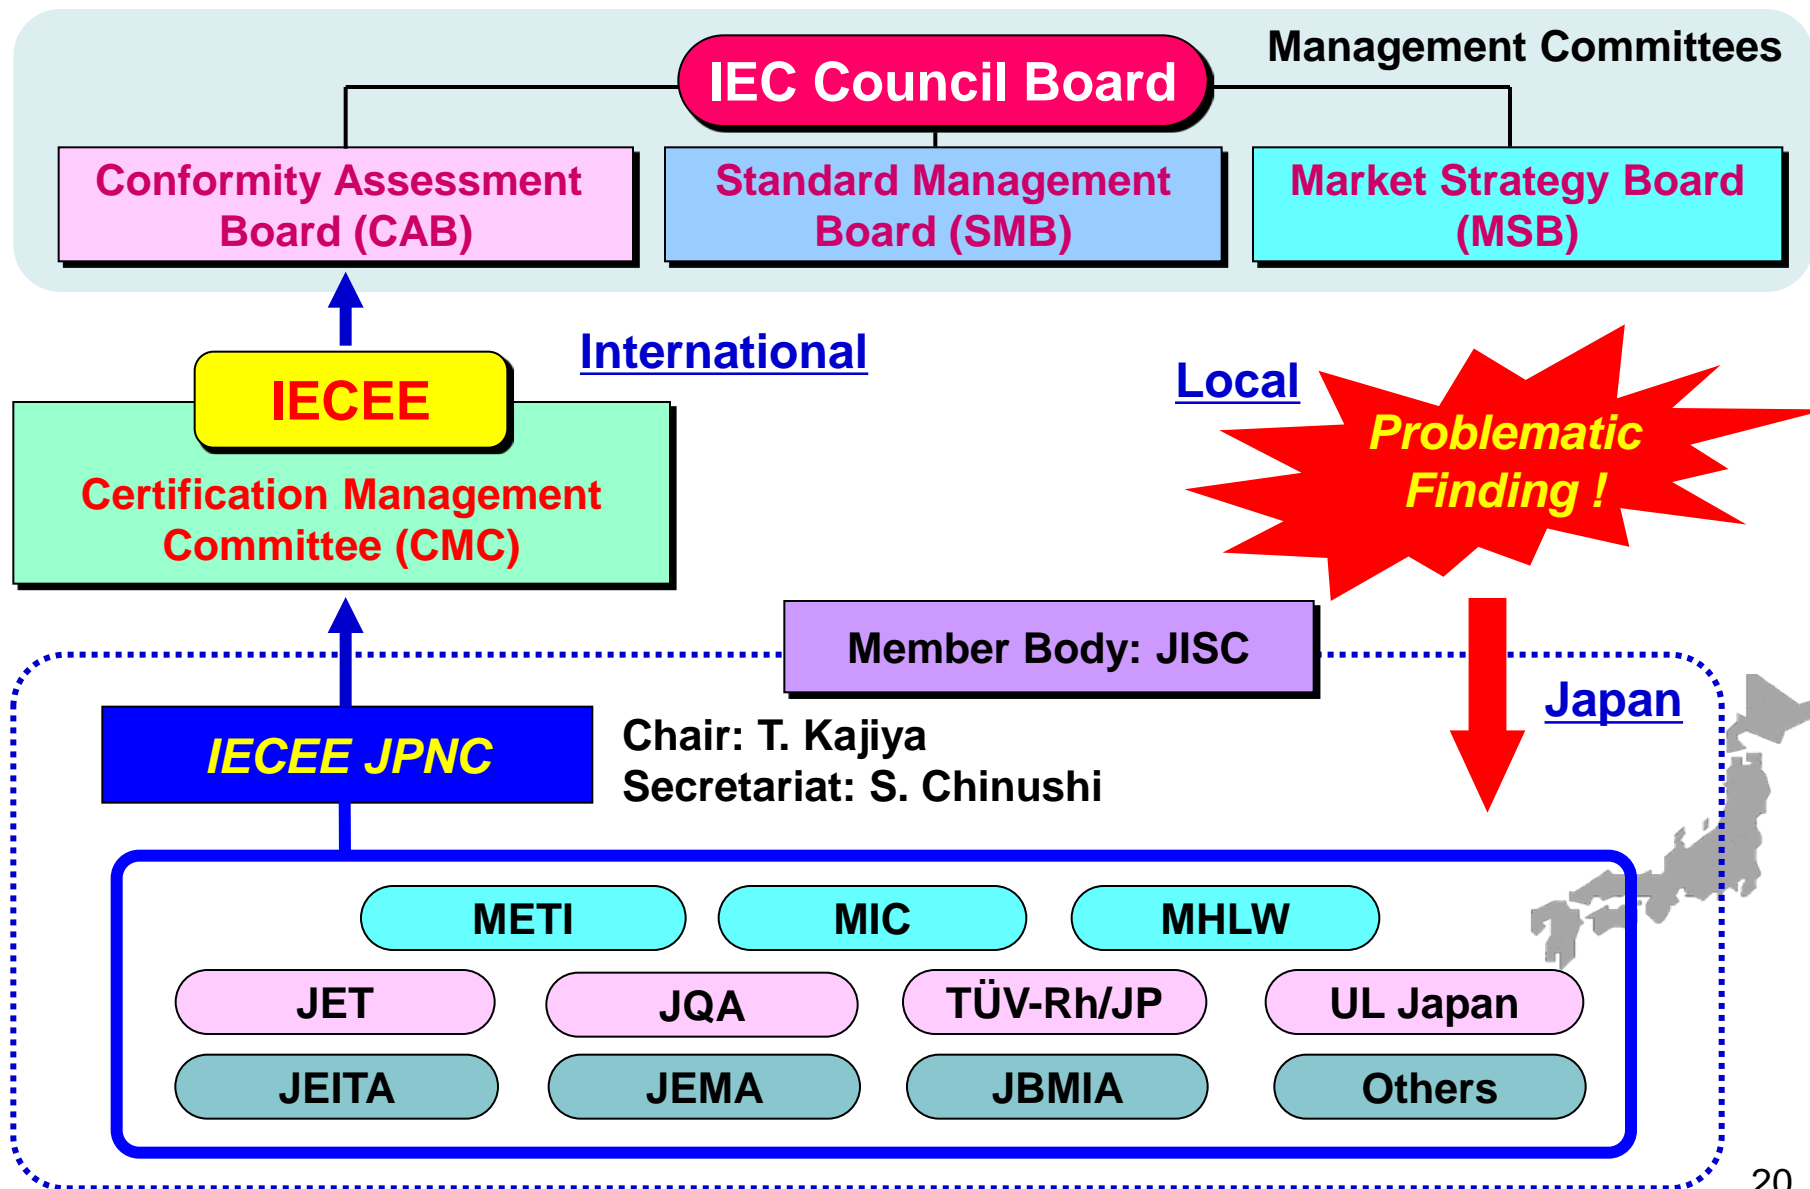 Management Committees
IEC Council Board
Conformity Assessment
Board (CAB)
Standard Management
Board (SMB)
Market Strategy Board
(MSB)
International
Local
IECEE
Certification Management
Committee (CMC)
Problematic
Finding !
Member Body: JISC
Japan
IECEE JPNC
Chair: T. Kajiya
Secretariat: S. Chinushi
METI
MIC
MHLW
JET
JQA
TÜV-Rh/JP
UL Japan
JEITA
JEMA
JBMIA
Others
20